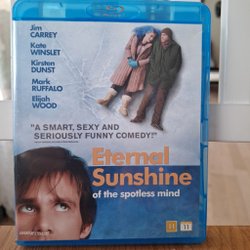 Jim
CARREY
Kate
WINSLET
Kirsten
DUNST
Mark
RUFFALO
Elijah
WOOD
"A SMART, SEXY AND
SERIOUSLY FUNNY COMEDY!"
Eternal
Sunshine
of the spotless mind
11